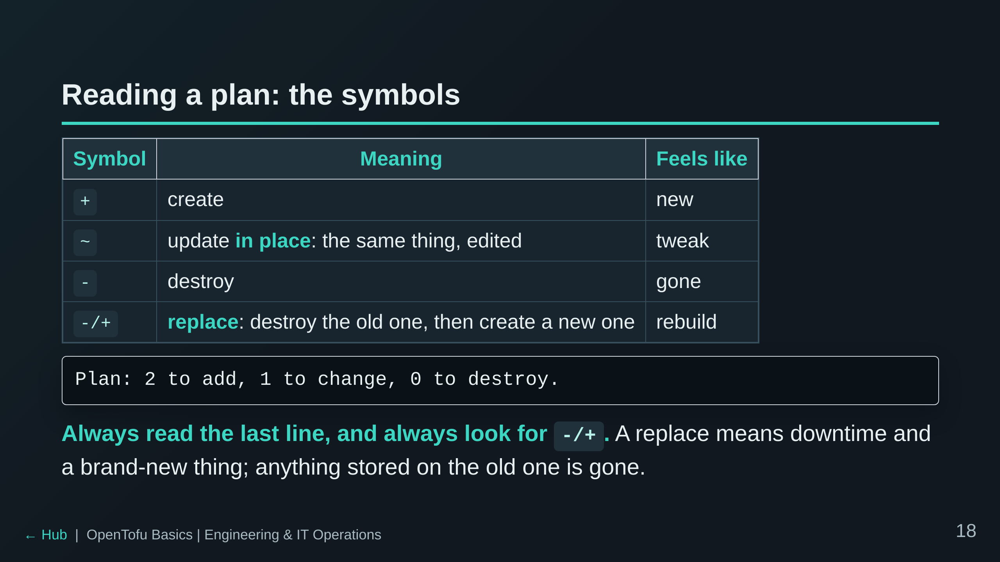 Reading a plan: the symbols
Symbol Meaning Feels like
+ create new
~ update in place: the same thing, edited tweak
- destroy gone
-/+ replace: destroy the old one, then create a new one rebuild
Plan: 2 to add, 1 to change, 0 to destroy.
Always read the last line, and always look for -/+. A replace means downtime and
a brand-new thing; anything stored on the old one is gone.
← Hub | OpenTofu Basics | Engineering & IT Operations
18